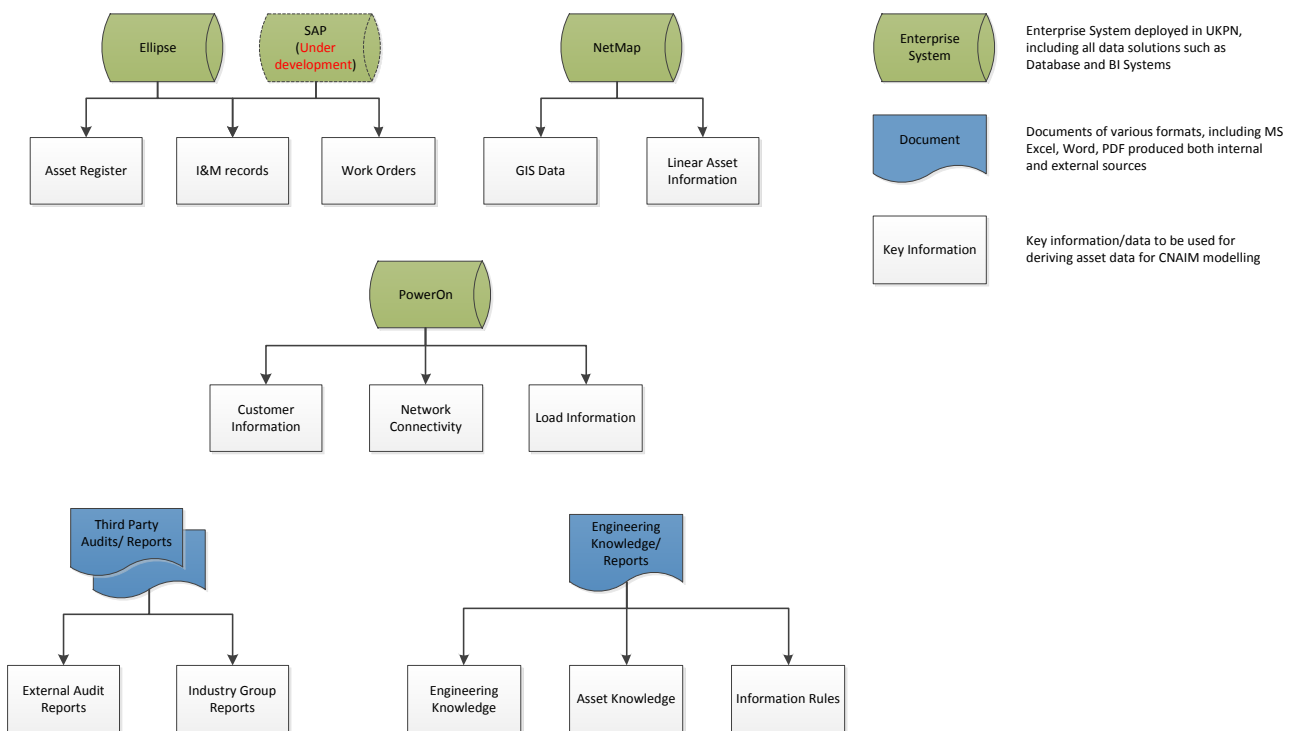 Ellipse
SAP
(Under
development)
NetMap
Enterprise
System
Enterprise System deployed in UKPN,
including all data solutions such as
Database and BI Systems
Document
Documents of various formats, including MS
Excel, Word, PDF produced both internal
and external sources
Asset Register
I&M records
Work Orders
GIS Data
Linear Asset
Information
Key Information
Key information/data to be used for
deriving asset data for CNAIM modelling
PowerOn
Customer
Information
Network
Connectivity
Load Information
Third Party
Audits/ Reports
Engineering
Knowledge/
Reports
External Audit
Reports
Industry Group
Reports
Engineering
Knowledge
Asset Knowledge
Information Rules